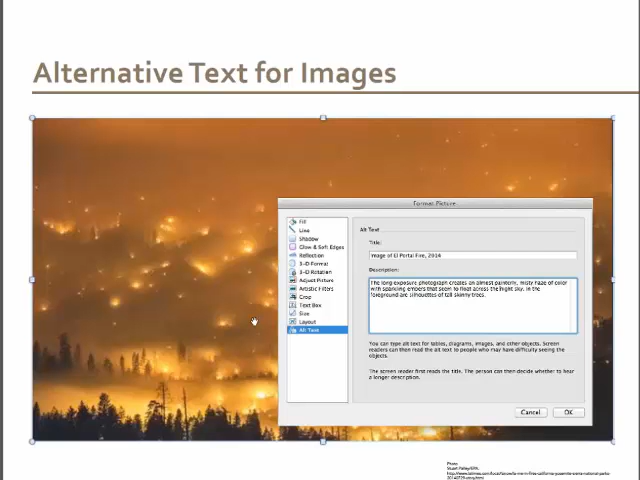 Alternative Text for Images
Format Picture
Fill
Line
Shadow
Glow & Soft Edges
Reflection
3-D Format
3-D Rotation
Adjust Picture
Artistic Filters
Crop
Text Box
Size
Layout
Alt Text
Alt Text
Title:
Image of El Portal Fire, 2014
Description:
The long exposure photograph creates an almost painterly, misty haze of color
with sparkling embers that seem to float across the night sky. In the
foreground are silhouettes of tall skinny trees.
You can type alt text for tables, diagrams, images, and other objects. Screen
readers can then read the alt text to people who may have difficulty seeing the
objects.
The screen reader first reads the title. The person can then decide whether to hear
a longer description.
Cancel
OK
Photo